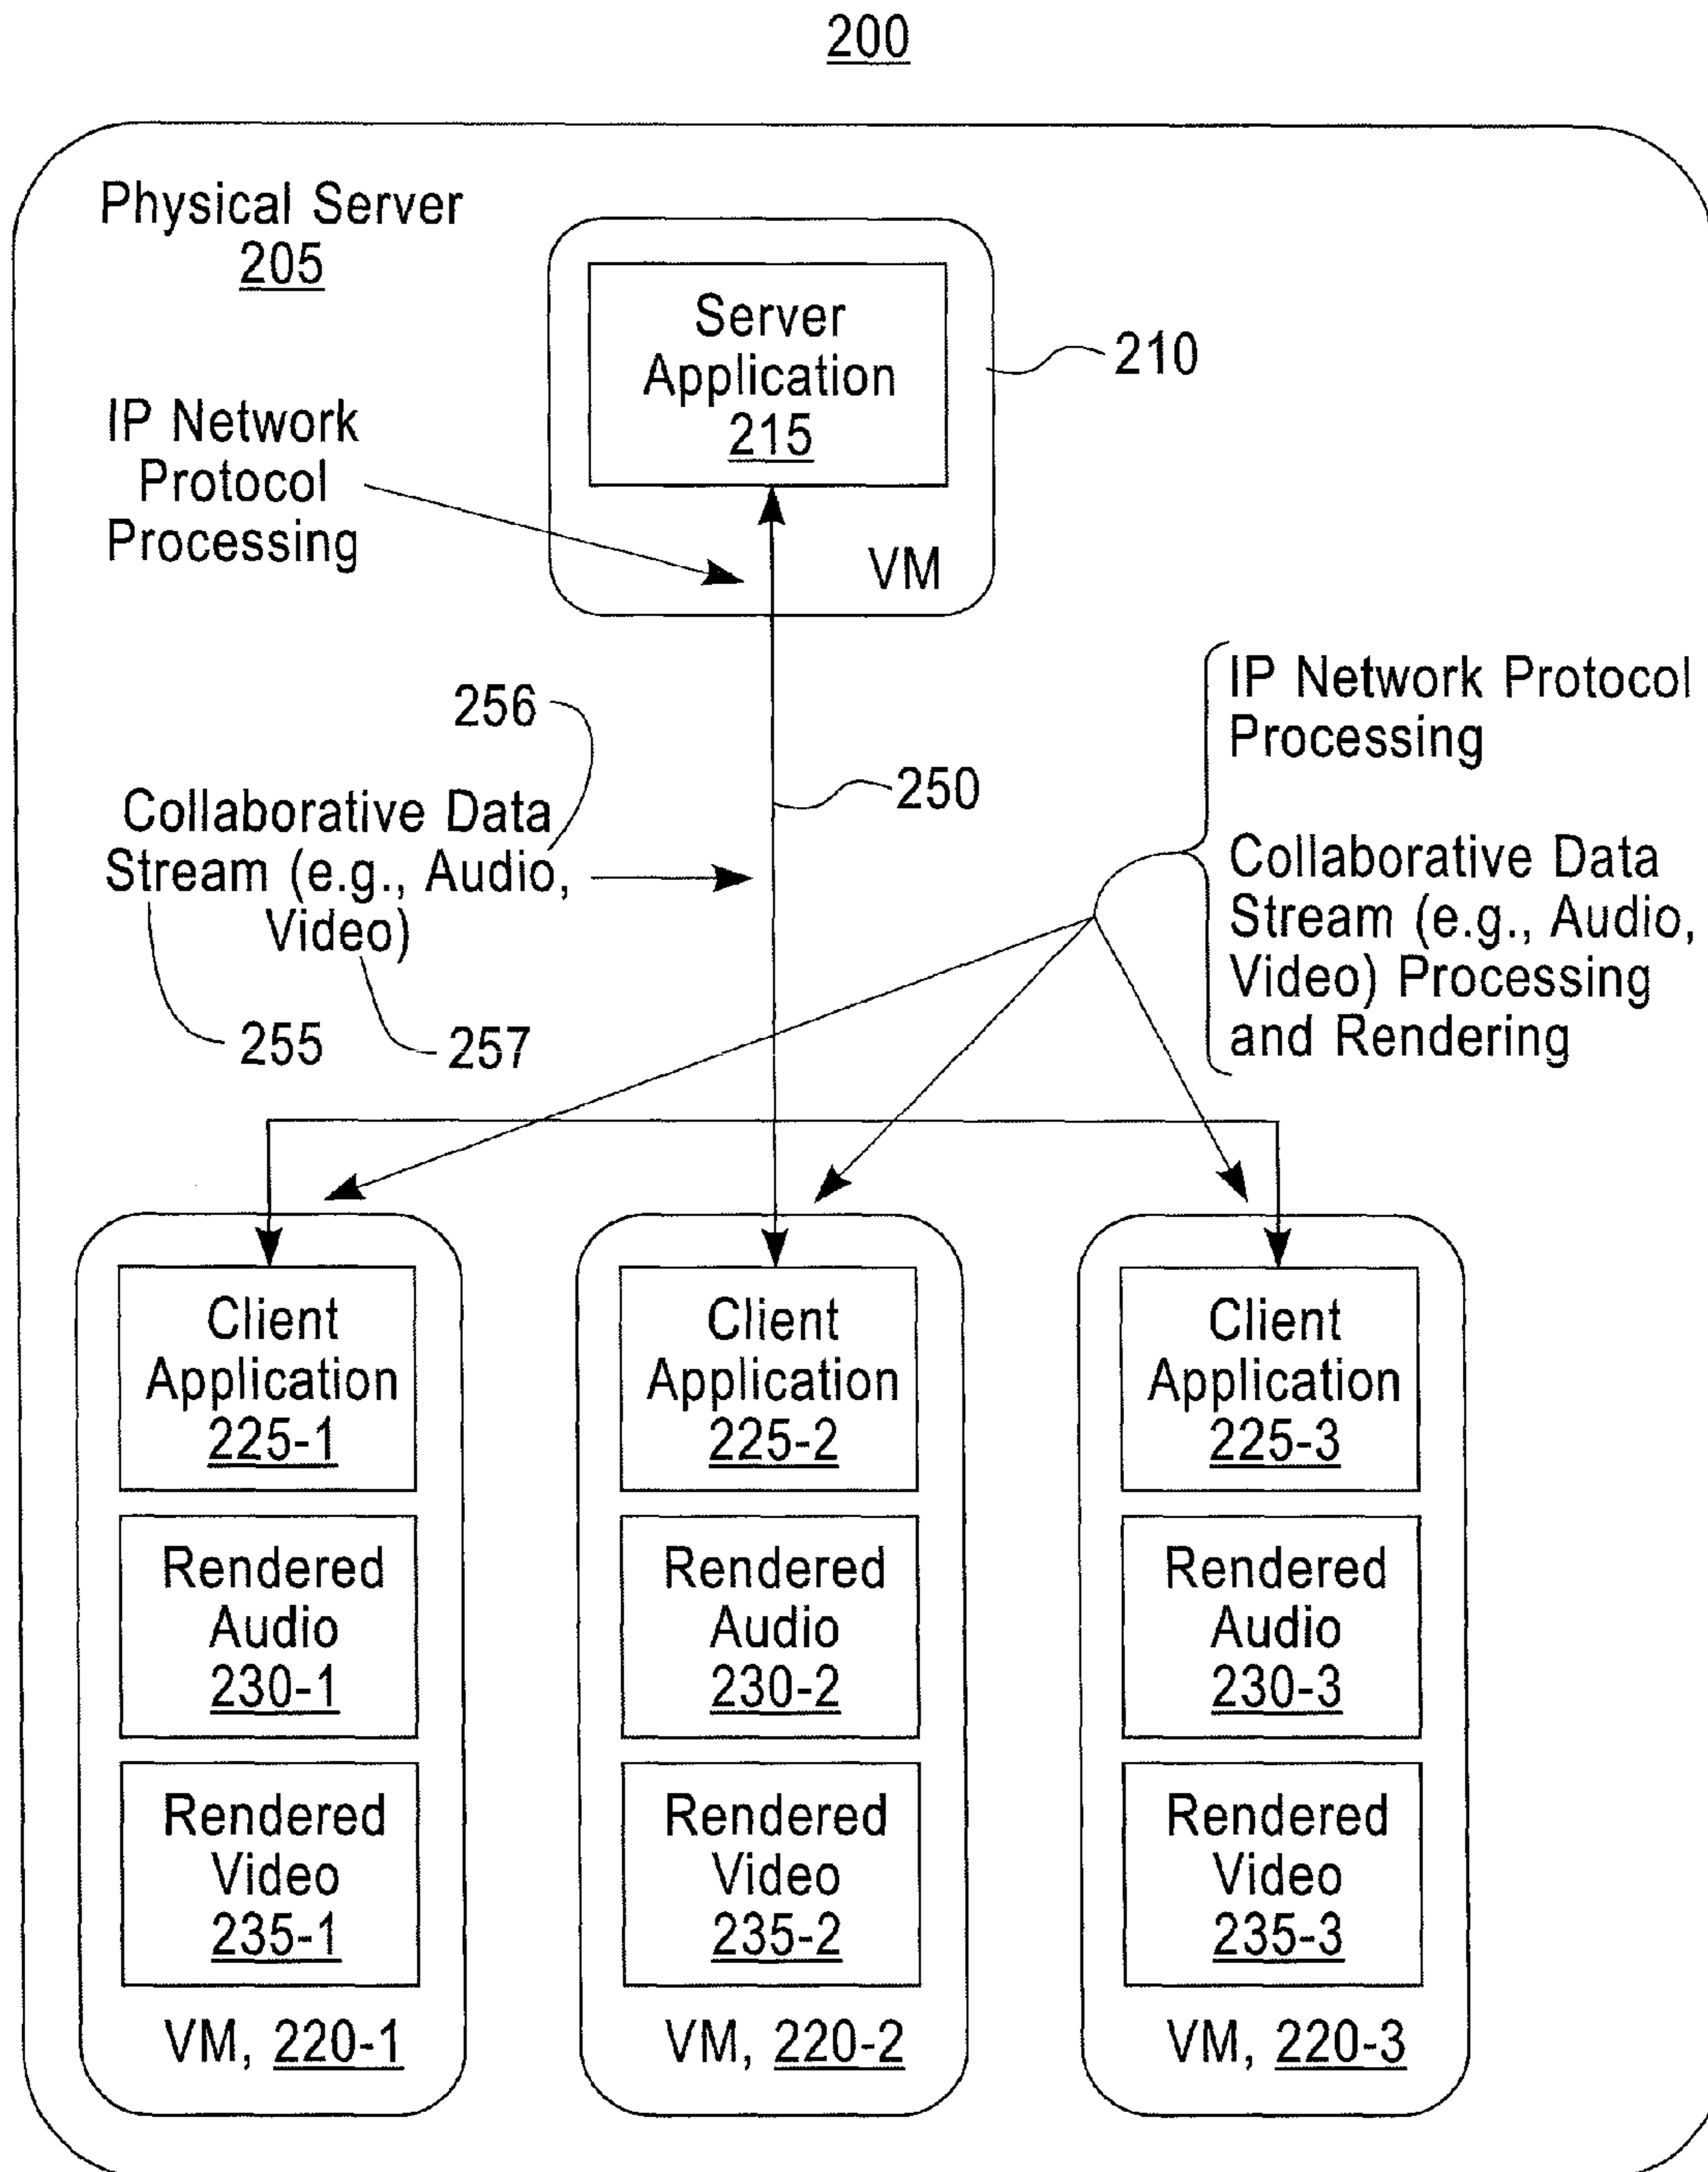 200
Physical Server
205
Server
Application
215
VM
210
IP Network
Protocol
Processing
256
Collaborative Data
Stream (e.g., Audio,
Video)
255
257
250
IP Network Protocol
Processing
Collaborative Data
Stream (e.g., Audio,
Video) Processing
and Rendering
Client
Application
225-1
Rendered
Audio
230-1
Rendered
Video
235-1
VM, 220-1
Client
Application
225-2
Rendered
Audio
230-2
Rendered
Video
235-2
VM, 220-2
Client
Application
225-3
Rendered
Audio
230-3
Rendered
Video
235-3
VM, 220-3